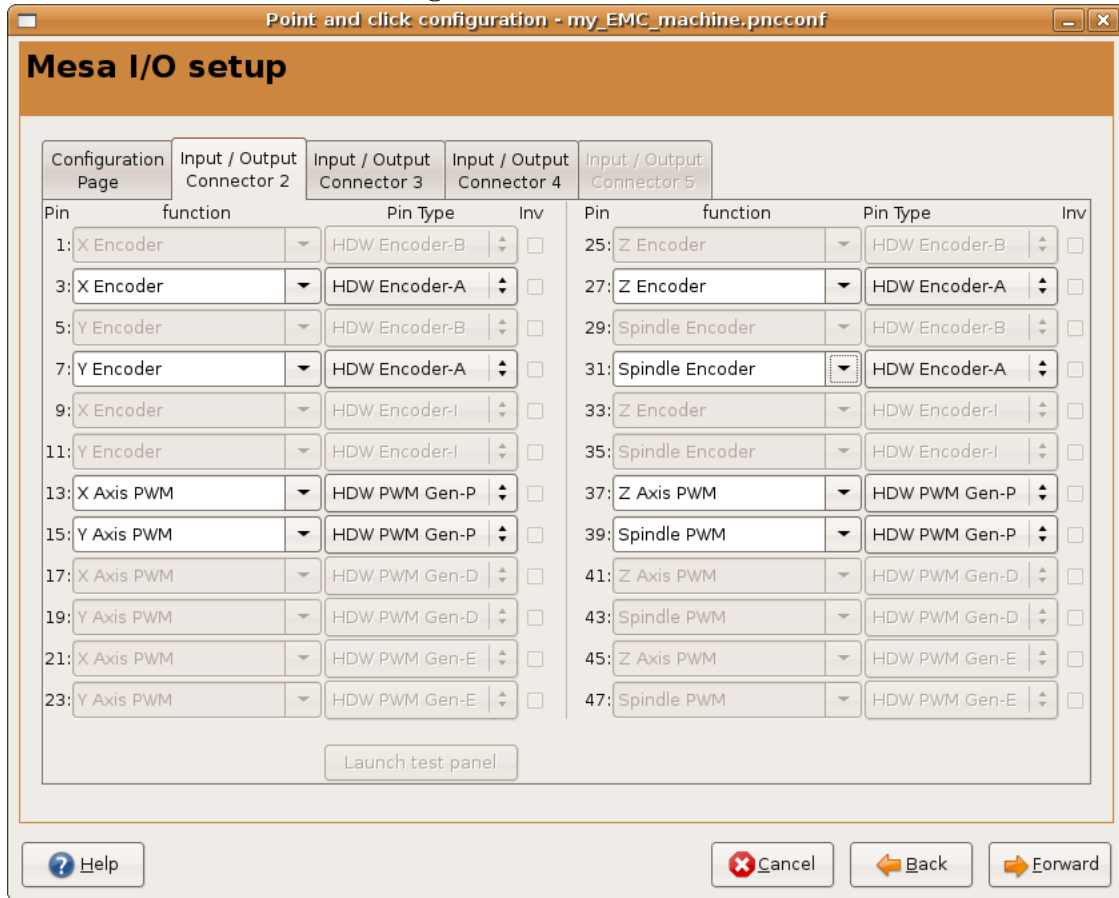 Point and click configuration - my_EMC_machine.pncconf
Mesa I/O setup
Configuration Page
Input / Output Connector 2
Input / Output Connector 3
Input / Output Connector 4
Input / Output Connector 5
Pin function Pin Type Inv Pin function Pin Type Inv
1: X Encoder HDW Encoder-B 25: Z Encoder HDW Encoder-B
3: X Encoder HDW Encoder-A 27: Z Encoder HDW Encoder-A
5: Y Encoder HDW Encoder-B 29: Spindle Encoder HDW Encoder-B
7: Y Encoder HDW Encoder-A 31: Spindle Encoder HDW Encoder-A
9: X Encoder HDW Encoder-I 33: Z Encoder HDW Encoder-I
11: Y Encoder HDW Encoder-I 35: Spindle Encoder HDW Encoder-I
13: X Axis PWM HDW PWM Gen-P 37: Z Axis PWM HDW PWM Gen-P
15: Y Axis PWM HDW PWM Gen-P 39: Spindle PWM HDW PWM Gen-P
17: X Axis PWM HDW PWM Gen-D 41: Z Axis PWM HDW PWM Gen-D
19: Y Axis PWM HDW PWM Gen-D 43: Spindle PWM HDW PWM Gen-D
21: X Axis PWM HDW PWM Gen-E 45: Z Axis PWM HDW PWM Gen-E
23: Y Axis PWM HDW PWM Gen-E 47: Spindle PWM HDW PWM Gen-E
Launch test panel
Help Cancel Back Forward